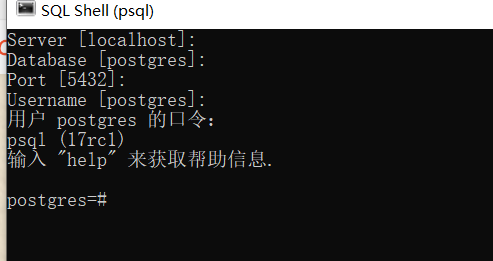 SQL Shell (psql)
Server [localhost]:
Database [postgres]:
Port [5432]:
Username [postgres]:
用户 postgres 的口令:
psql (17rc1)
输入 "help" 来获取帮助信息.
postgres=#